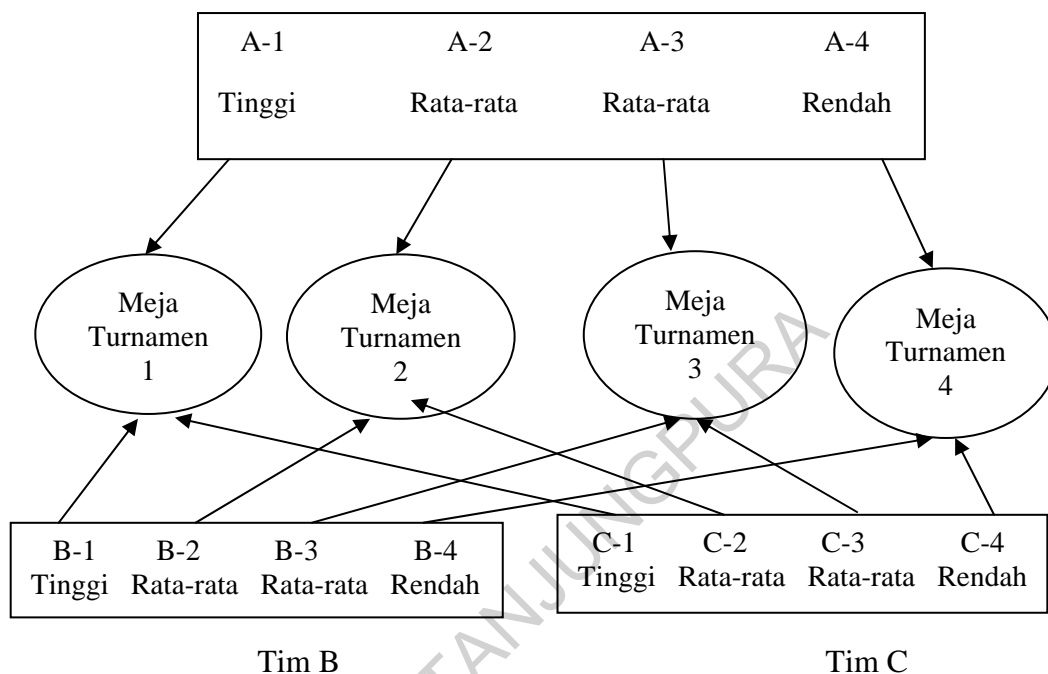 A-1 A-2 A-3 A-4
Tinggi Rata-rata Rata-rata Rendah
Meja
Turnamen
1
Meja
Turnamen
2
Meja
Turnamen
3
Meja
Turnamen
4
B-1 B-2 B-3 B-4
Tinggi Rata-rata Rata-rata Rendah
C-1 C-2 C-3 C-4
Tinggi Rata-rata Rata-rata Rendah
Tim B
Tim C
TANJUNGPURA